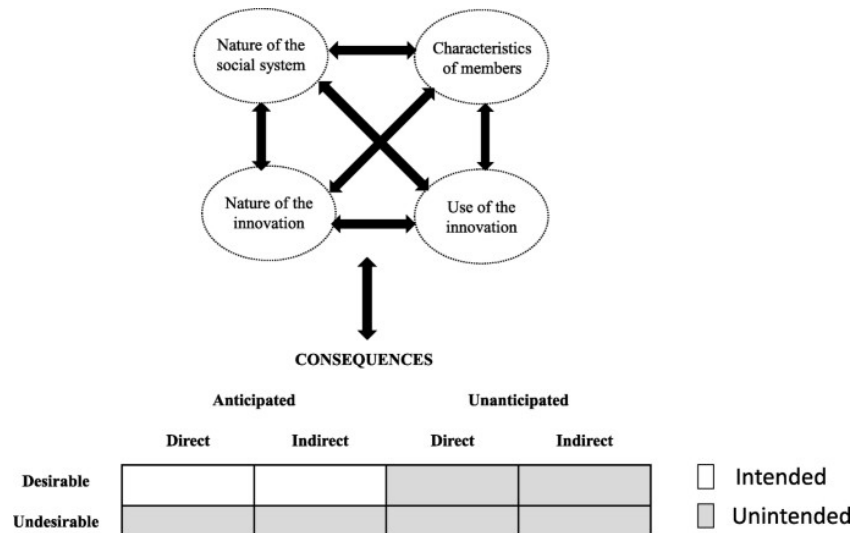 Nature of the
social system
Characteristics
of members
Nature of the
innovation
Use of the
innovation
CONSEQUENCES
Anticipated Unanticipated
Direct Indirect Direct Indirect
Desirable
Intended
Undesirable
Unintended